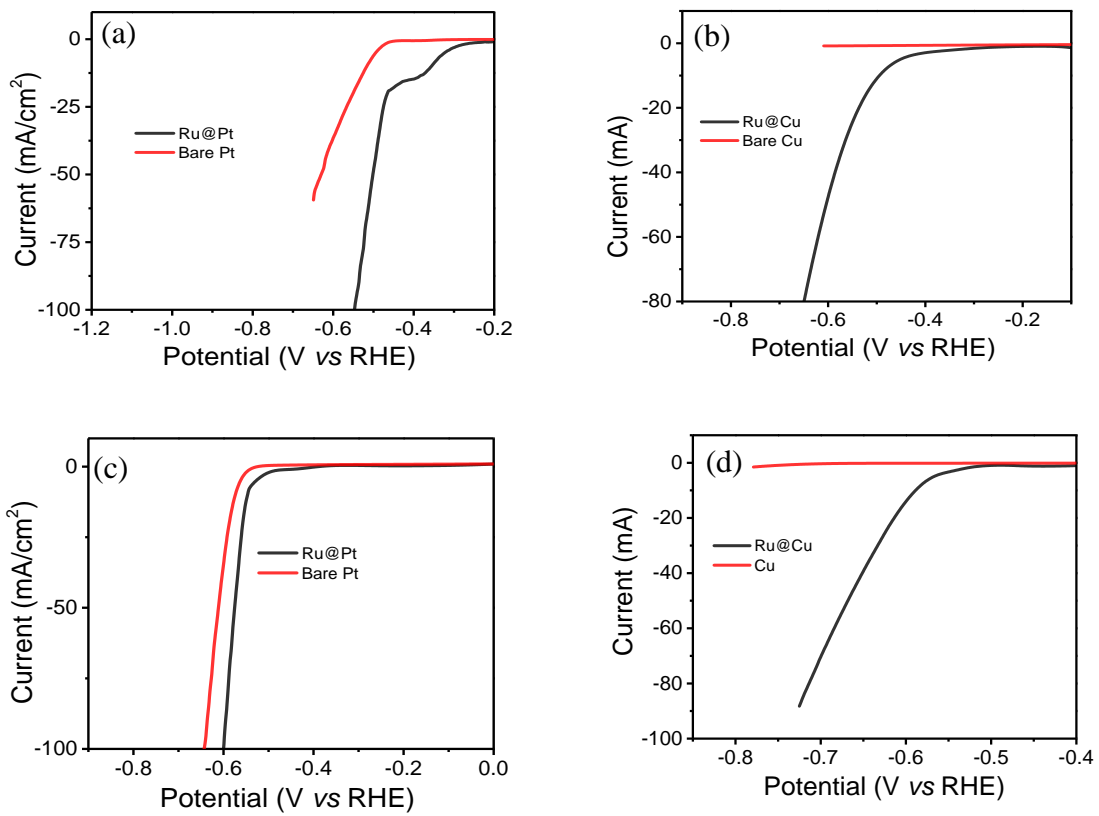 (a)
0
-25
-50
-75
-100
Current (mA/cm²)
Ru@Pt
Bare Pt
-1.2 -1.0 -0.8 -0.6 -0.4 -0.2
Potential (V vs RHE)
(b)
0
-20
-40
-60
-80
Current (mA)
Ru@Cu
Bare Cu
-0.8 -0.6 -0.4 -0.2
Potential (V vs RHE)
(c)
0
-50
-100
Current (mA/cm²)
Ru@Pt
Bare Pt
-0.8 -0.6 -0.4 -0.2 0.0
Potential (V vs RHE)
(d)
0
-20
-40
-60
-80
-100
Current (mA)
Ru@Cu
Cu
-0.8 -0.7 -0.6 -0.5 -0.4
Potential (V vs RHE)